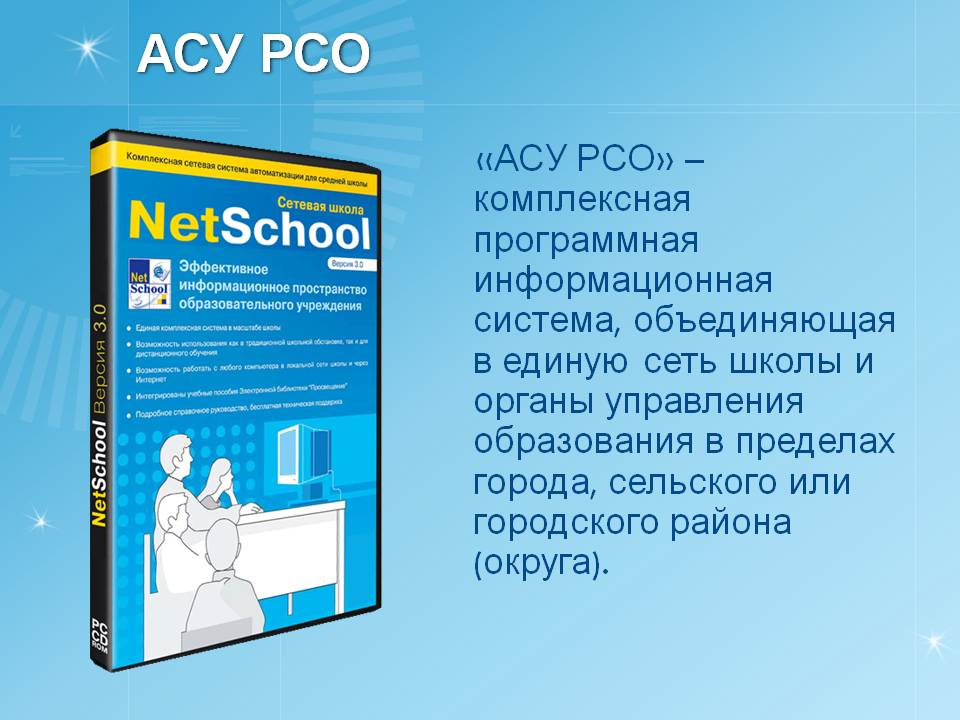 АСУ РСО
Комплексная сетевая система автоматизации для средней школы
Сетевая школа
NetSchool
Версия 3.0
Net
School
Эффективное
информационное пространство
образовательного учреждения
Единая комплексная система в масштабе школы
Возможность использования как в традиционной школьной обстановке, так и для
дистанционного обучения
Возможность работать с любого компьютера в локальной сети школы и через
Интернет
Интегрированы учебные пособия Электронной библиотеки "Просвещение"
Подробное справочное руководство, бесплатная техническая поддержка
NetSchool Версия 3.0
PC
CD
ROM
«АСУ РСО» –
комплексная
программная
информационная
система, объединяющая
в единую сеть школы и
органы управления
образования в пределах
города, сельского или
городского района
(округа).